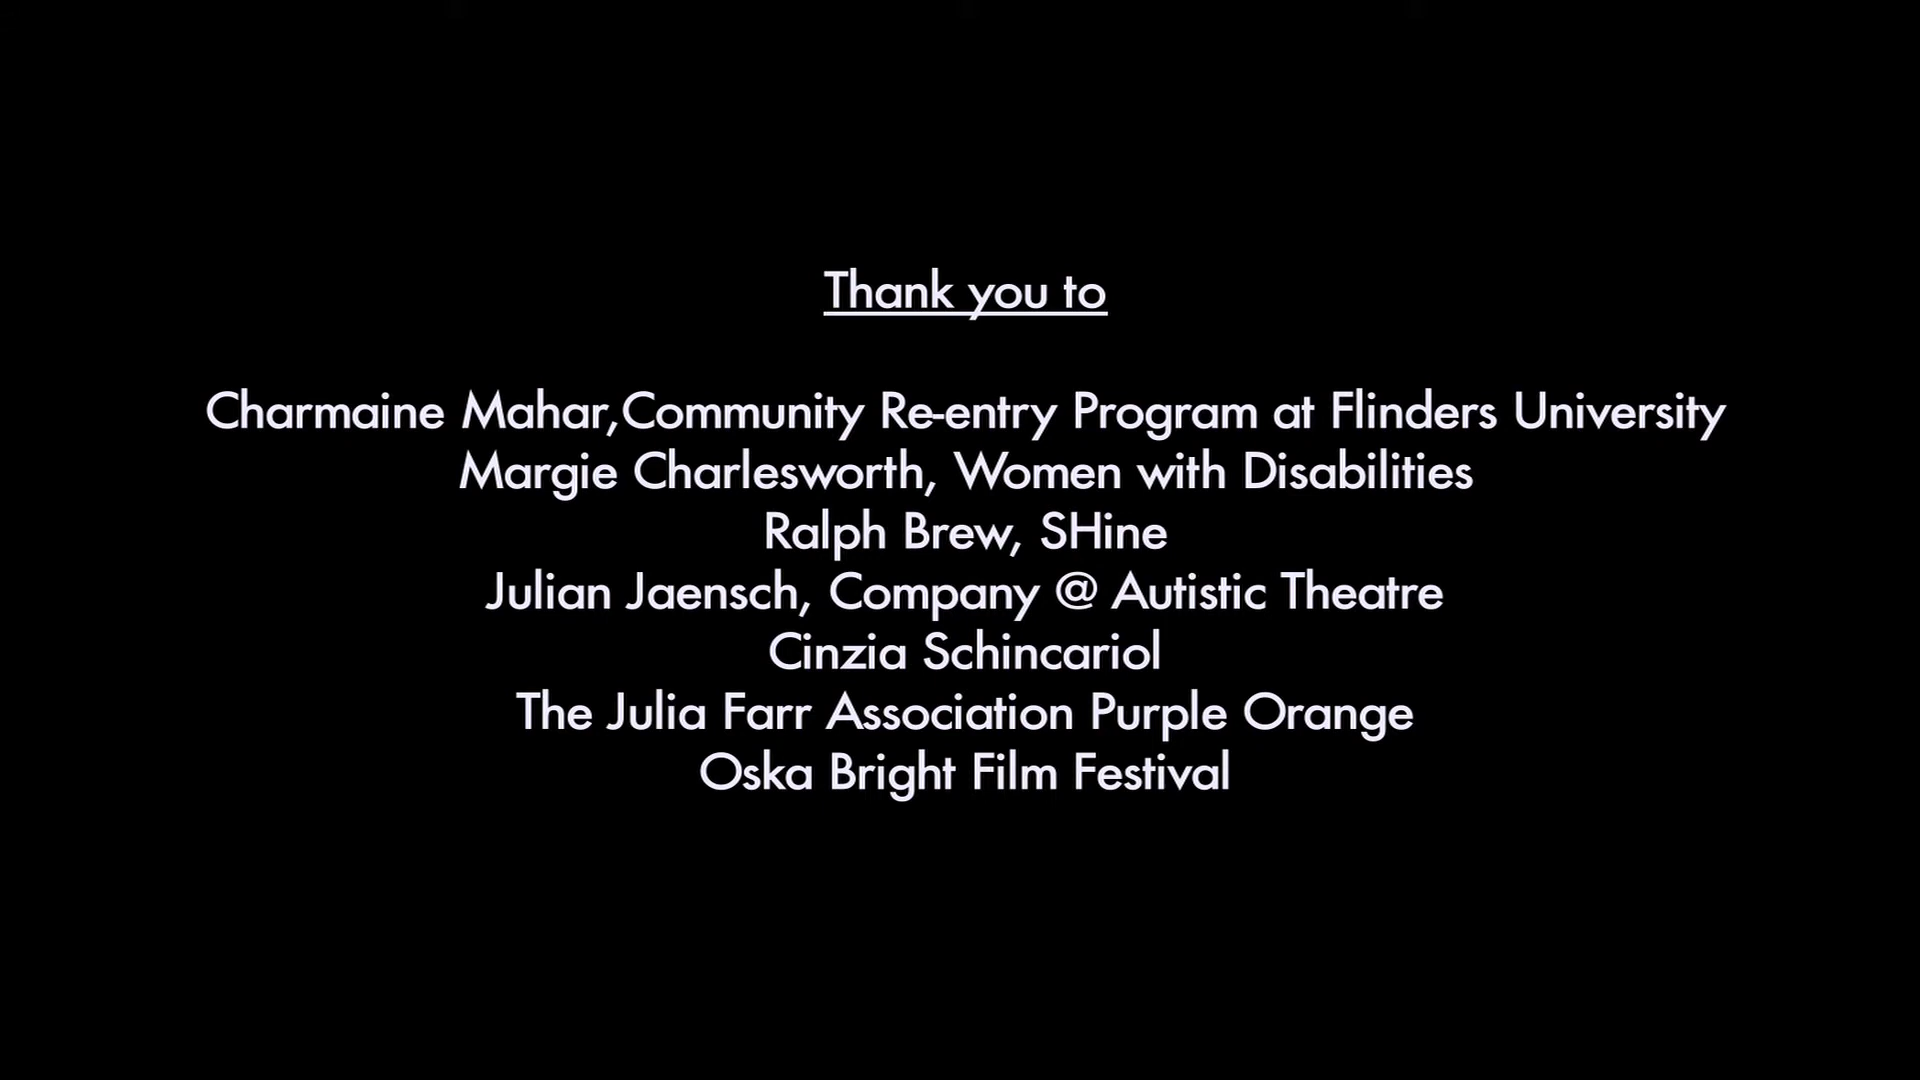 Thank you to
Charmaine Mahar,Community Re-entry Program at Flinders University
Margie Charlesworth, Women with Disabilities
Ralph Brew, SHine
Julian Jaensch, Company @ Autistic Theatre
Cinzia Schincariol
The Julia Farr Association Purple Orange
Oska Bright Film Festival